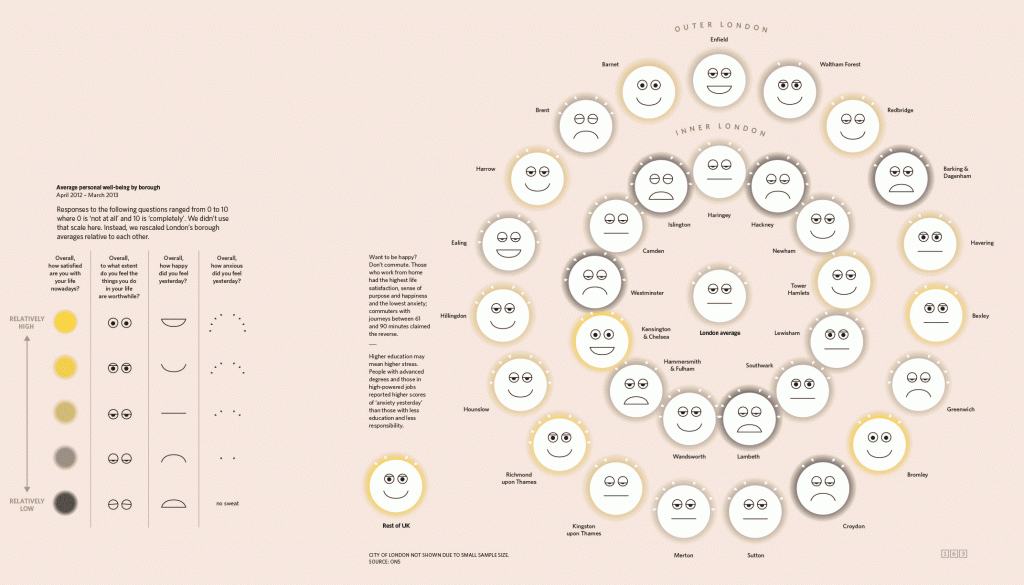 Average personal well-being by borough
April 2012 – March 2013
Responses to the following questions ranged from 0 to 10
where 0 is 'not at all' and 10 is 'completely'. We didn't use
that scale here. Instead, we rescaled London's borough
averages relative to each other.
Overall,
how satisfied
are you with
your life
nowadays?
Overall,
to what extent
do you feel the
things you do
in your life
are worthwhile?
Overall,
how happy
did you feel
yesterday?
Overall,
how anxious
did you feel
yesterday?
RELATIVELY
HIGH
RELATIVELY
LOW
no sweat
Want to be happy?
Don't commute. Those
who work from home
had the highest life
satisfaction, sense of
purpose and happiness
and the lowest anxiety;
commuters with
journeys between 61
and 90 minutes claimed
the reverse.
Higher education may
mean higher stress.
People with advanced
degrees and those in
high-powered jobs
reported higher scores
of 'anxiety yesterday'
than those with less
education and less
responsibility.
Rest of UK
CITY OF LONDON NOT SHOWN DUE TO SMALL SAMPLE SIZE.
SOURCE: ONS
OUTER LONDON
Enfield
Barnet
Waltham Forest
Brent
Redbridge
Harrow
Barking &
Dagenham
Ealing
Havering
Hillingdon
Bexley
Hounslow
Greenwich
Richmond
upon Thames
Bromley
Kingston
upon Thames
Croydon
Merton
Sutton
INNER LONDON
Haringey
Islington
Hackney
Camden
Newham
Westminster
Tower
Hamlets
Kensington
& Chelsea
Lewisham
Hammersmith
& Fulham
Southwark
Wandsworth
Lambeth
London average
163